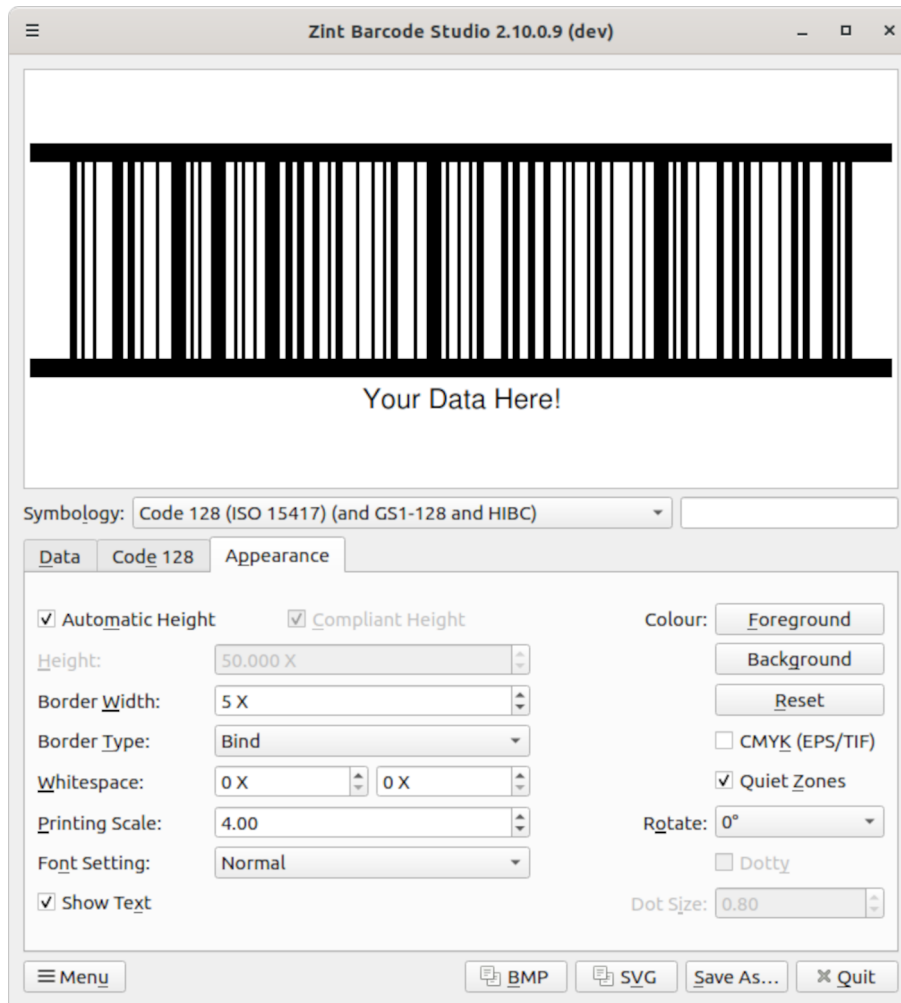 Zint Barcode Studio 2.10.0.9 (dev)
Your Data Here!
Symbology: Code 128 (ISO 15417) (and GS1-128 and HIBC)
Data Code 128 Appearance
Automatic Height Compliant Height Colour: Foreground
Height: 50.000 X Background
Border Width: 5 X Reset
Border Type: Bind CMYK (EPS/TIF)
Whitespace: 0 X 0 X Quiet Zones
Printing Scale: 4.00 Rotate: 0°
Font Setting: Normal Dotty
Show Text Dot Size: 0.80
Menu BMP SVG Save As... Quit